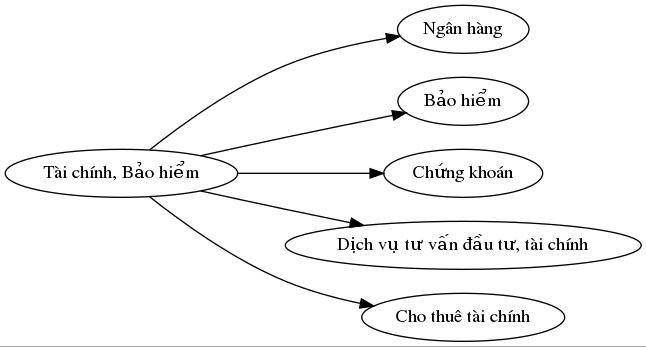 Ngân hàng
Bảo hiểm
Tài chính, Bảo hiểm
Chứng khoán
Dịch vụ tư vấn đầu tư, tài chính
Cho thuê tài chính